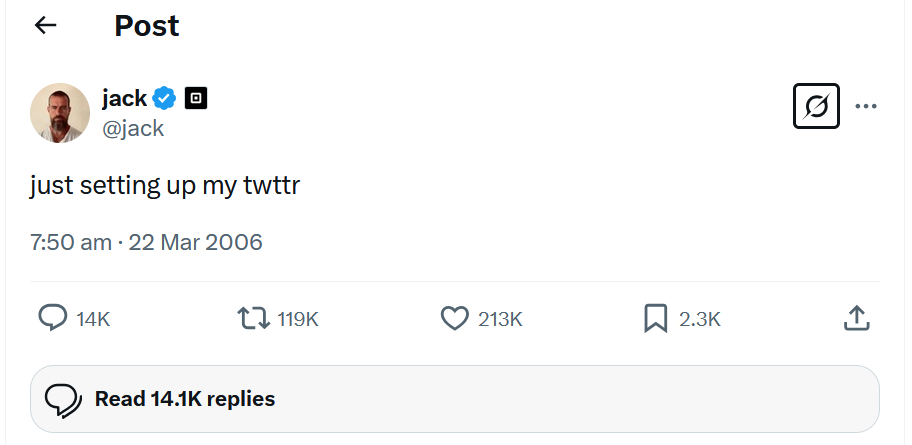 Post
jack
@jack
just setting up my twttr
7:50 am · 22 Mar 2006
14K 119K 213K 2.3K
Read 14.1K replies